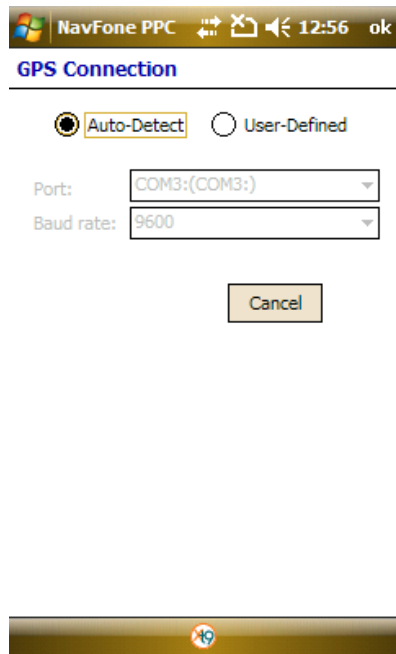 NavFone PPC 12:56 ok
GPS Connection
Auto-Detect User-Defined
Port: COM3:(COM3:)
Baud rate: 9600
Cancel